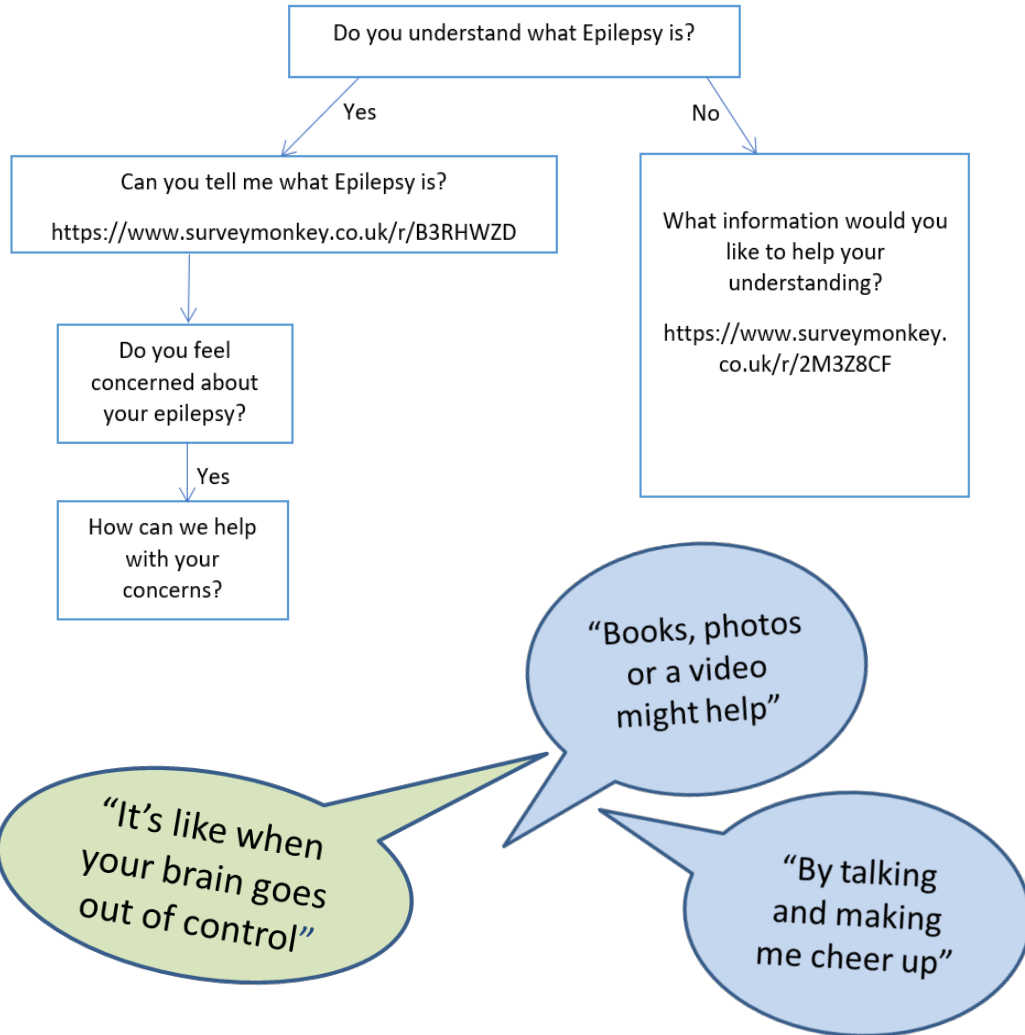 Do you understand what Epilepsy is?
Yes
No
Can you tell me what Epilepsy is?
https://www.surveymonkey.co.uk/r/B3RHWZD
What information would you
like to help your
understanding?
https://www.surveymonkey.
co.uk/r/2M3Z8CF
Do you feel
concerned about
your epilepsy?
Yes
How can we help
with your
concerns?
“Books, photos
or a video
might help”
“It’s like when
your brain goes
out of control”
“By talking
and making
me cheer up”